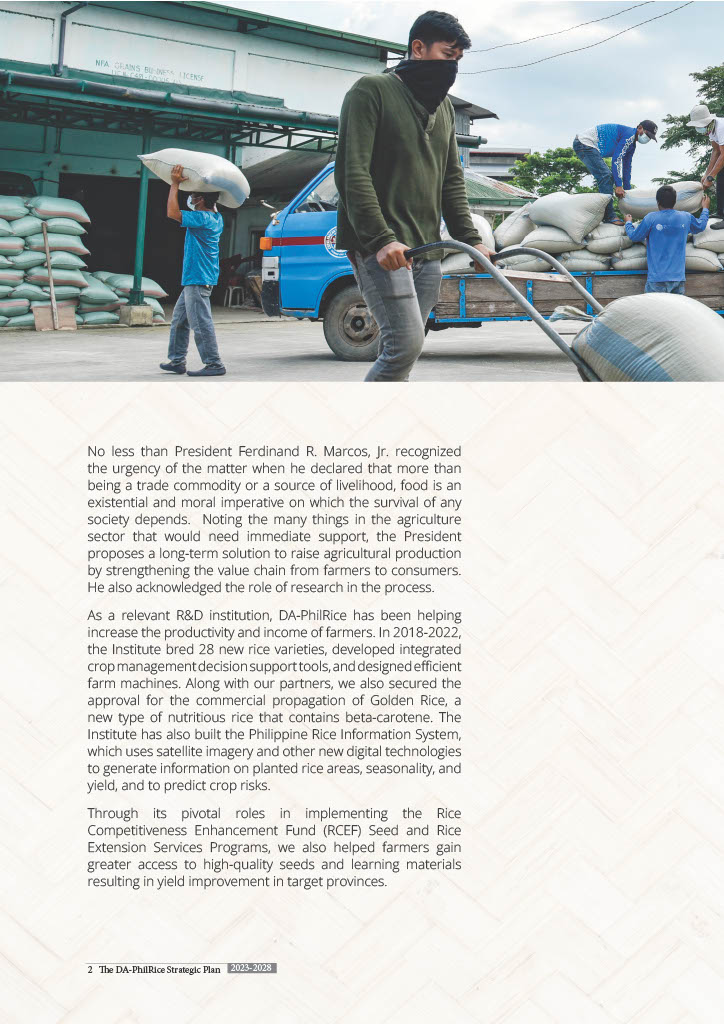 NFA GRAINS BUSINESS LICENSE
No less than President Ferdinand R. Marcos, Jr. recognized
the urgency of the matter when he declared that more than
being a trade commodity or a source of livelihood, food is an
existential and moral imperative on which the survival of any
society depends.  Noting the many things in the agriculture
sector that would need immediate support, the President
proposes a long-term solution to raise agricultural production
by strengthening the value chain from farmers to consumers.
He also acknowledged the role of research in the process.
As a relevant R&D institution, DA-PhilRice has been helping
increase the productivity and income of farmers. In 2018-2022,
the Institute bred 28 new rice varieties, developed integrated
crop management decision support tools, and designed efficient
farm machines. Along with our partners, we also secured the
approval for the commercial propagation of Golden Rice, a
new type of nutritious rice that contains beta-carotene. The
Institute has also built the Philippine Rice Information System,
which uses satellite imagery and other new digital technologies
to generate information on planted rice areas, seasonality, and
yield, and to predict crop risks.
Through its pivotal roles in implementing the Rice
Competitiveness Enhancement Fund (RCEF) Seed and Rice
Extension Services Programs, we also helped farmers gain
greater access to high-quality seeds and learning materials
resulting in yield improvement in target provinces.
2 The DA-PhilRice Strategic Plan 2023-2028